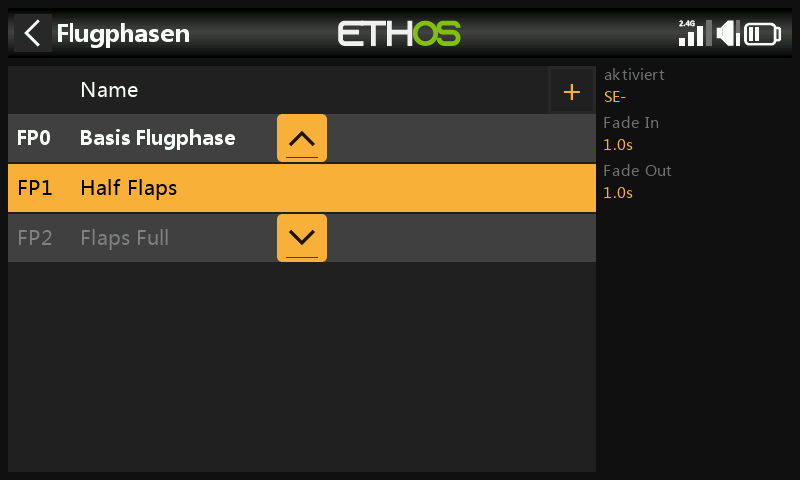 Flugphasen
ETHOS
2.4G
Name
+
FP0 Basis Flugphase
FP1 Half Flaps
FP2 Flaps Full
aktiviert
SE-
Fade In
1.0s
Fade Out
1.0s